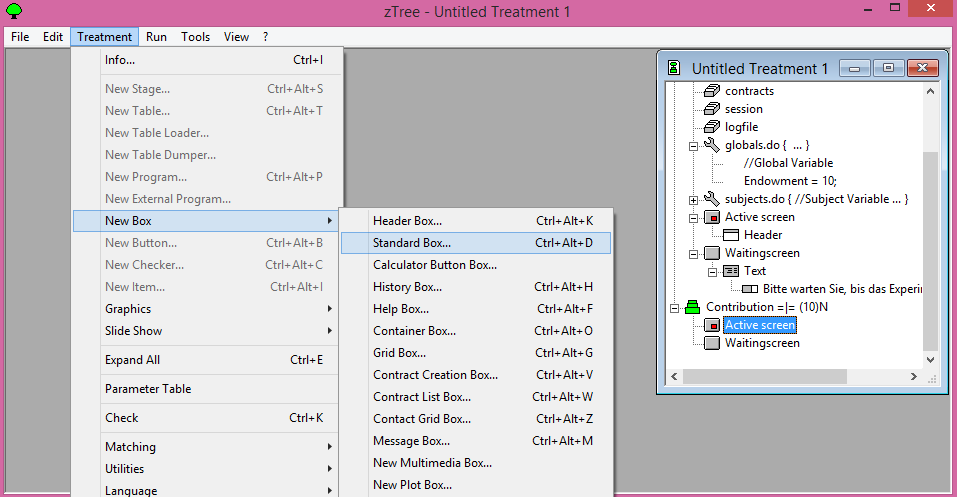 zTree - Untitled Treatment 1
File Edit Treatment Run Tools View ?
Info... Ctrl+I
New Stage... Ctrl+Alt+S
New Table... Ctrl+Alt+T
New Table Loader...
New Table Dumper...
New Program... Ctrl+Alt+P
New External Program...
New Box
New Button... Ctrl+Alt+B
New Checker... Ctrl+Alt+C
New Item... Ctrl+Alt+I
Graphics
Slide Show
Expand All Ctrl+E
Parameter Table
Check Ctrl+K
Matching
Utilities
Language
Header Box... Ctrl+Alt+K
Standard Box... Ctrl+Alt+D
Calculator Button Box...
History Box... Ctrl+Alt+H
Help Box... Ctrl+Alt+F
Container Box... Ctrl+Alt+O
Grid Box... Ctrl+Alt+G
Contract Creation Box... Ctrl+Alt+V
Contract List Box... Ctrl+Alt+W
Contact Grid Box... Ctrl+Alt+Z
Message Box... Ctrl+Alt+M
New Multimedia Box...
New Plot Box...
Untitled Treatment 1
contracts
session
logfile
globals.do { ... }
//Global Variable
Endowment = 10;
subjects.do { //Subject Variable ... }
Active screen
Header
Waitingscreen
Text
Bitte warten Sie, bis das Experi
Contribution =|= (10)N
Active screen
Waitingscreen